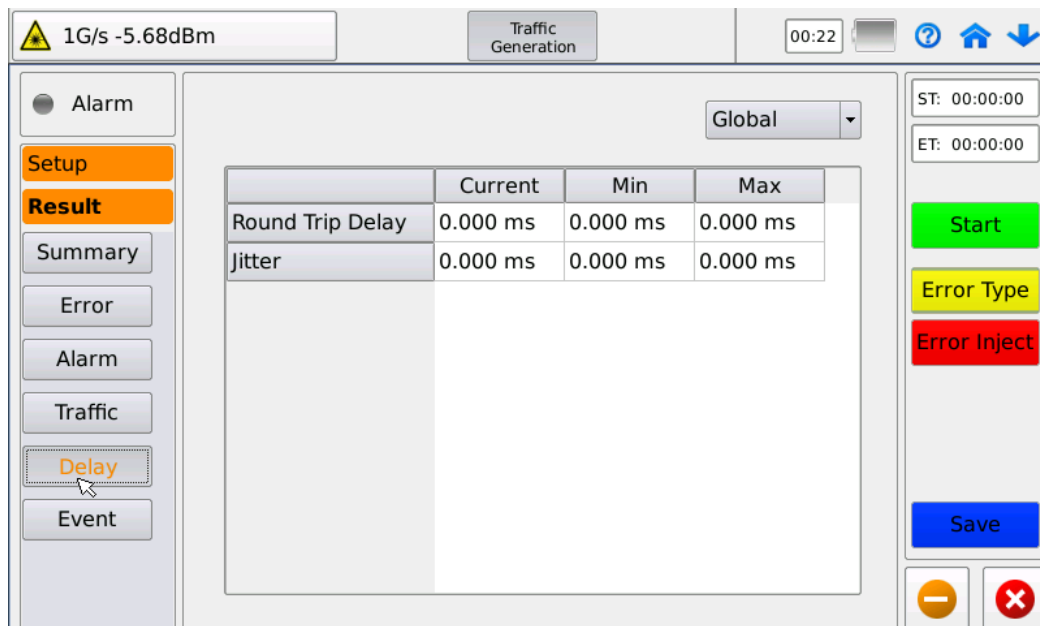 1G/s -5.68dBm
Traffic
Generation
00:22
Alarm
Setup
Result
Summary
Error
Alarm
Traffic
Delay
Event
Global
Current Min Max
Round Trip Delay 0.000 ms 0.000 ms 0.000 ms
Jitter 0.000 ms 0.000 ms 0.000 ms
ST: 00:00:00
ET: 00:00:00
Start
Error Type
Error Inject
Save